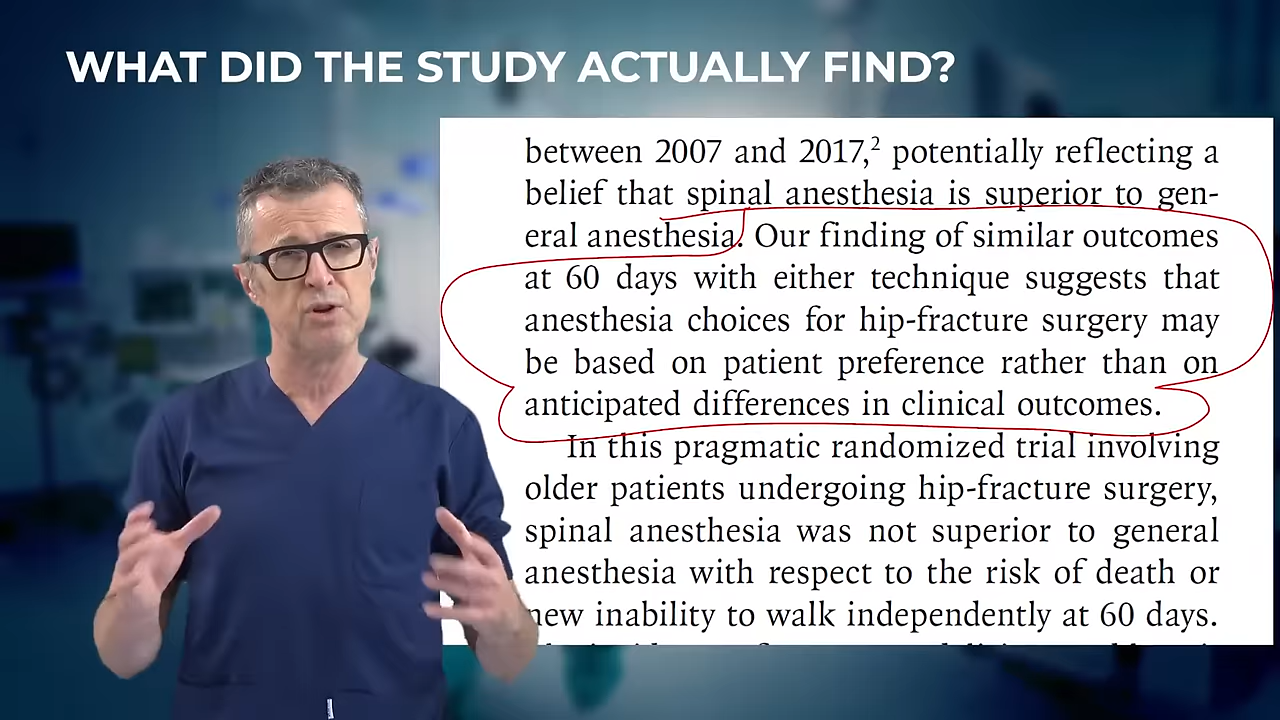 WHAT DID THE STUDY ACTUALLY FIND?
between 2007 and 2017,² potentially reflecting a
belief that spinal anesthesia is superior to gen-
eral anesthesia. Our finding of similar outcomes
at 60 days with either technique suggests that
anesthesia choices for hip-fracture surgery may
be based on patient preference rather than on
anticipated differences in clinical outcomes.
In this pragmatic randomized trial involving
older patients undergoing hip-fracture surgery,
spinal anesthesia was not superior to general
anesthesia with respect to the risk of death or
new inability to walk independently at 60 days.